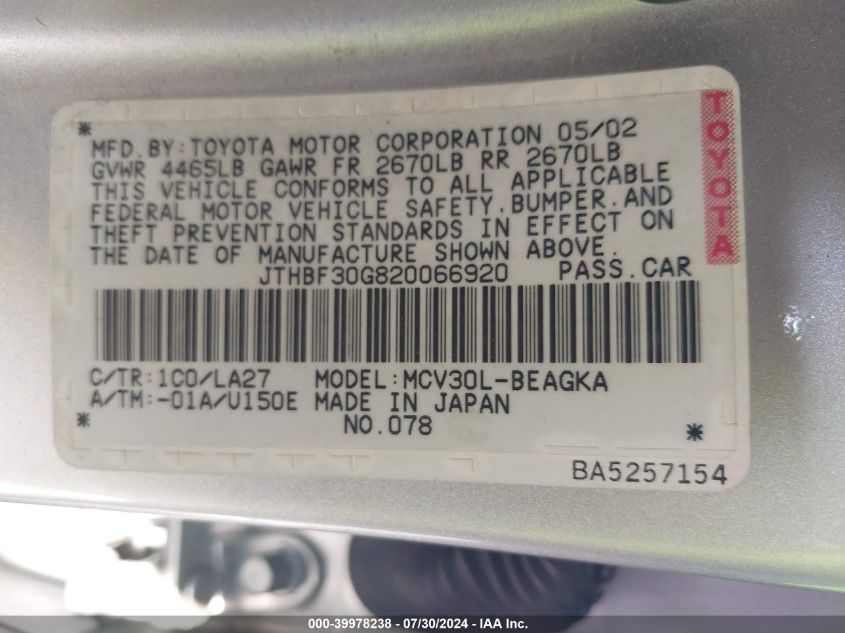 *
MFD. BY: TOYOTA MOTOR CORPORATION 05/02
GVWR 4465LB GAWR FR 2670LB RR 2670LB
THIS VEHICLE CONFORMS TO ALL APPLICABLE
FEDERAL MOTOR VEHICLE SAFETY, BUMPER, AND
THEFT PREVENTION STANDARDS IN EFFECT ON
THE DATE OF MANUFACTURE SHOWN ABOVE.
JTHBF30G820066920 PASS. CAR
C/TR:1C0/LA27 MODEL:MCV30L-BEAGKA
A/TM:-01A/U150E MADE IN JAPAN
* NO.078 *
BA5257154
TOYOTA
000-39978238 - 07/30/2024 - IAA Inc.